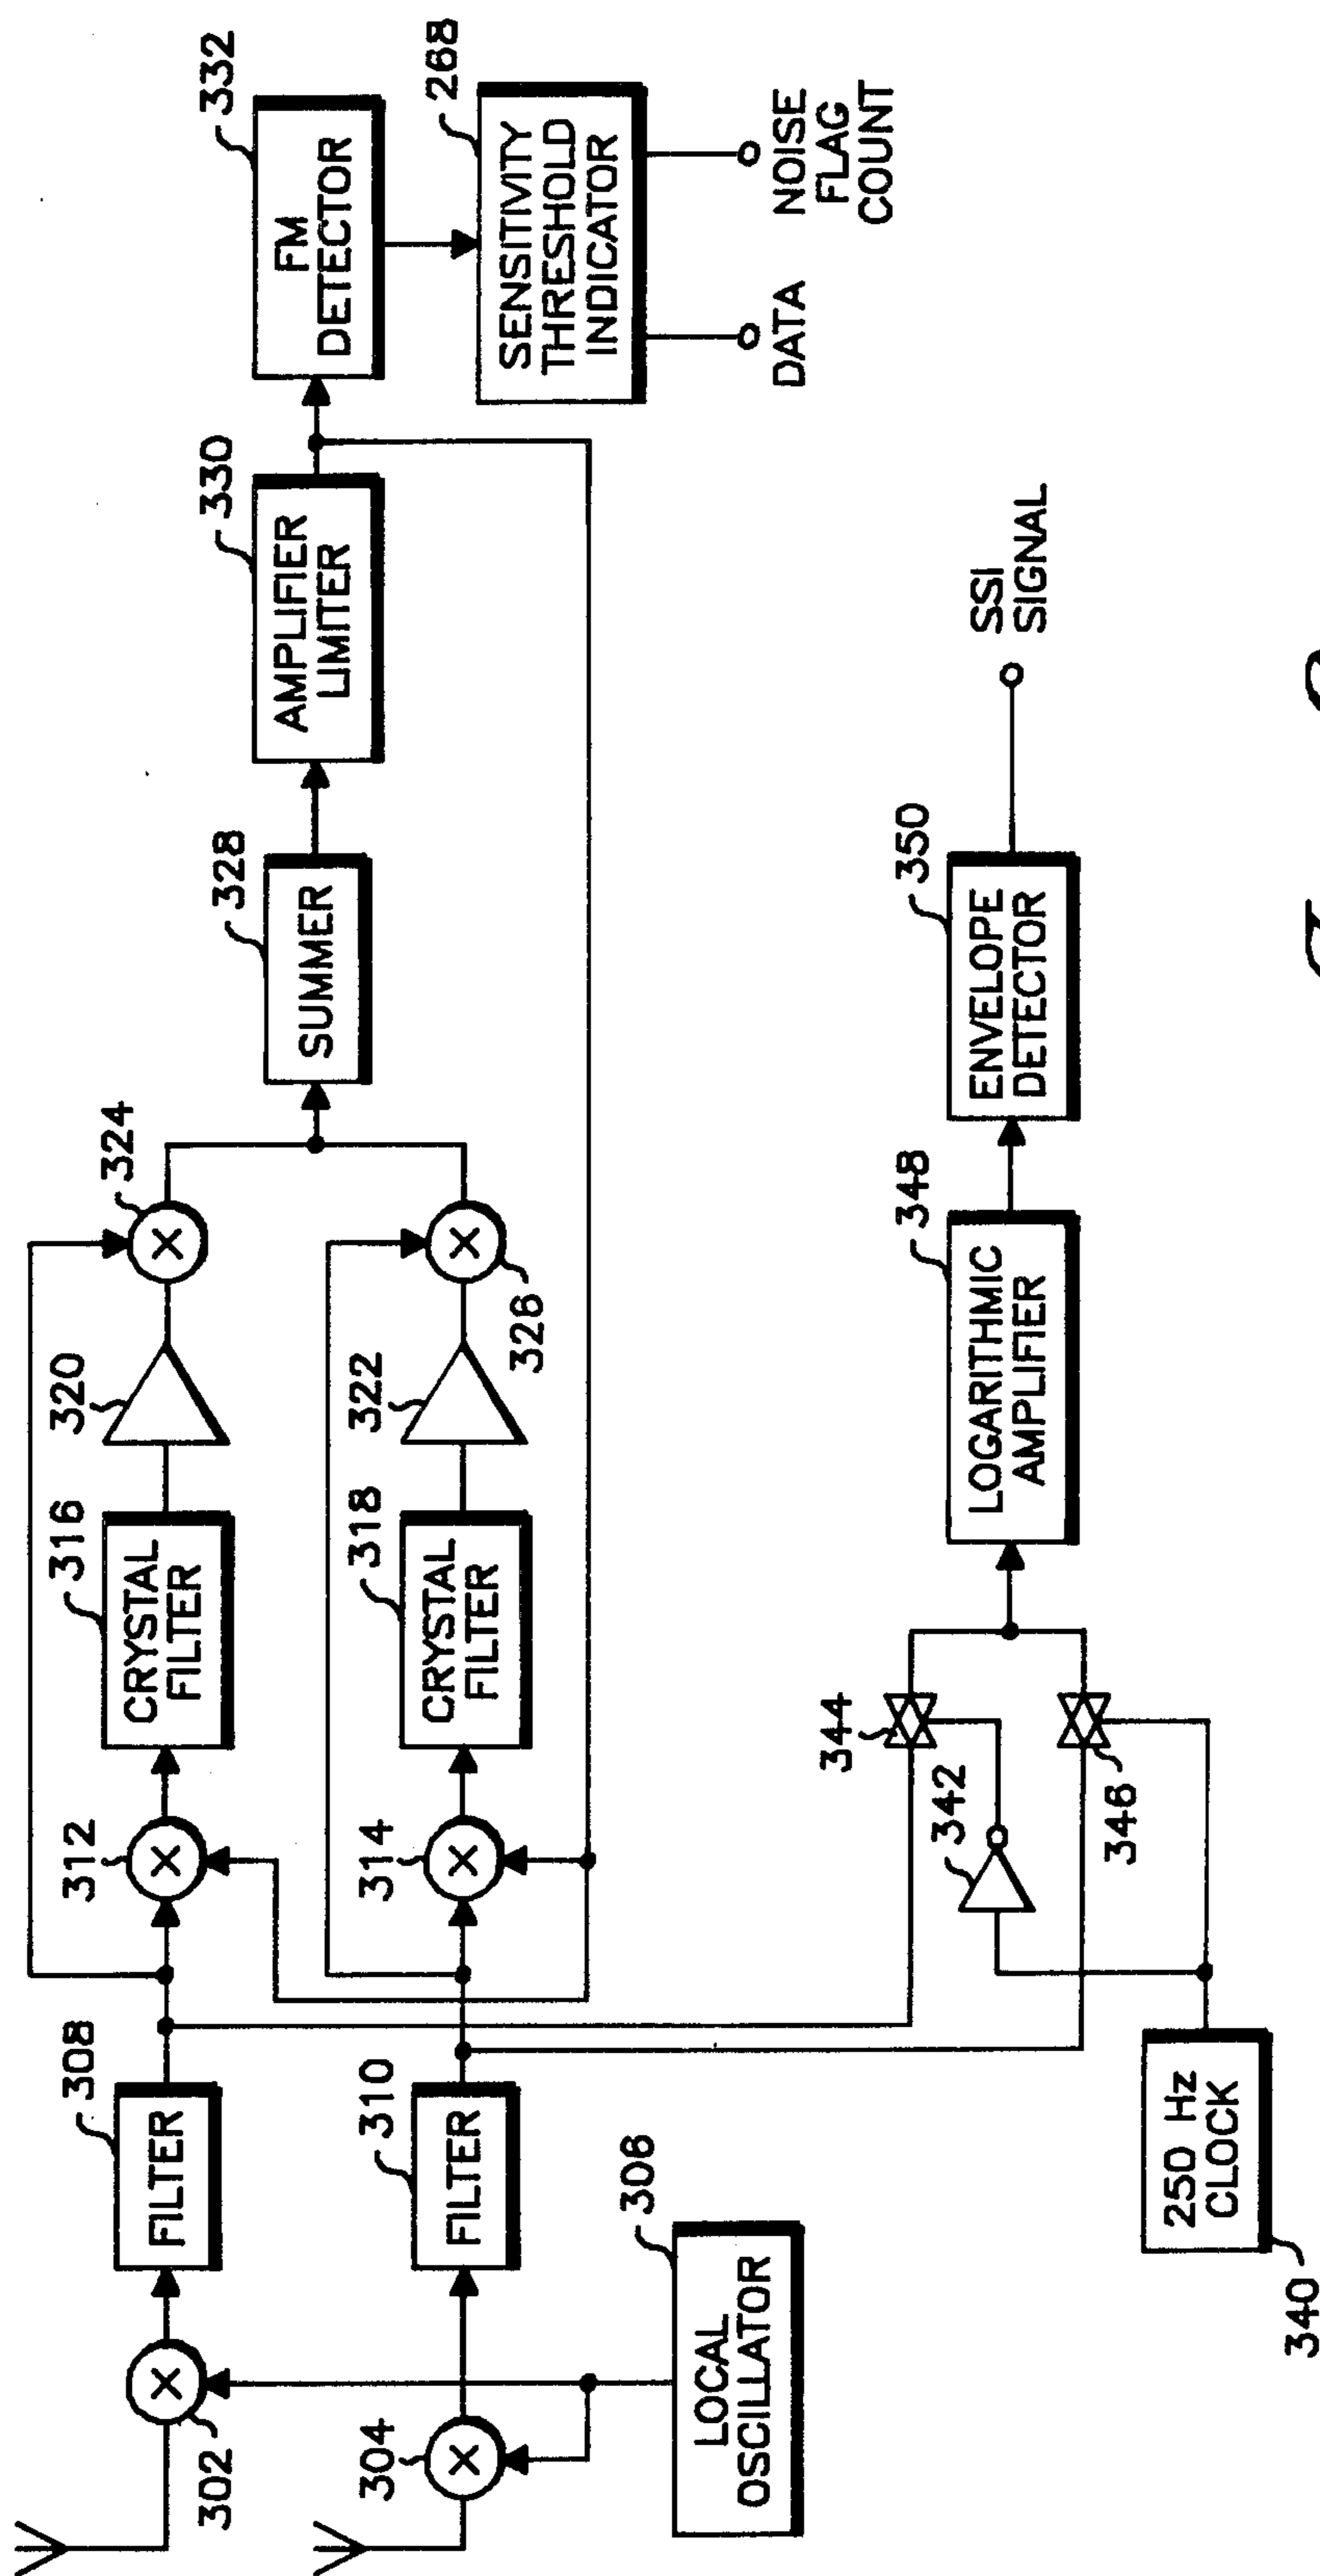 302
308
FILTER
312
316
CRYSTAL
FILTER
320
324
328
SUMMER
330
AMPLIFIER
LIMITER
332
FM
DETECTOR
268
SENSITIVITY
THRESHOLD
INDICATOR
DATA
NOISE
FLAG
COUNT
304
310
FILTER
314
318
CRYSTAL
FILTER
322
326
306
LOCAL
OSCILLATOR
344
342
346
348
LOGARITHMIC
AMPLIFIER
350
ENVELOPE
DETECTOR
SSI
SIGNAL
250 Hz
CLOCK
340